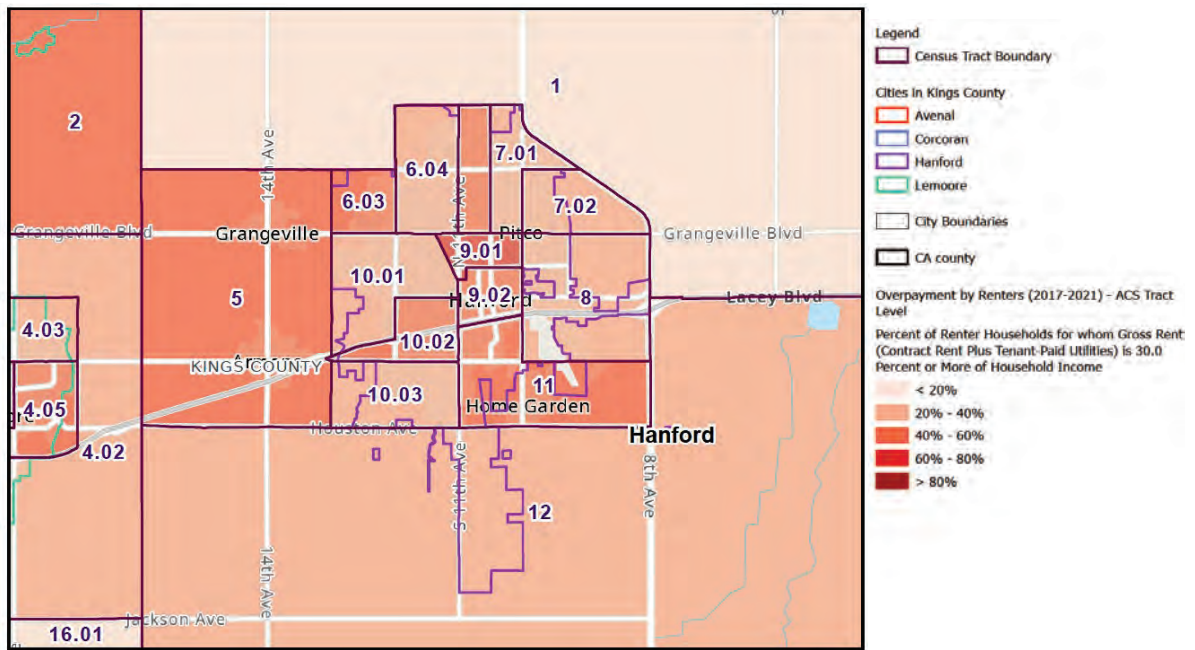 1
2
14th Ave
6.04
7.01
N 11th Ave
6.03
7.02
Grangeville Blvd
Grangeville
Pitco
Grangeville Blvd
9.01
10.01
5
9.02
8
Hanford
Lacey Blvd
4.03
10.02
KINGS COUNTY
4.05
10.03
11
Home Garden
Houston Ave
Hanford
4.02
S 11th Ave
8th Ave
12
14th Ave
Jackson Ave
16.01
Legend
Census Tract Boundary
Cities in Kings County
Avenal
Corcoran
Hanford
Lemoore
City Boundaries
CA county
Overpayment by Renters (2017-2021) - ACS Tract
Level
Percent of Renter Households for whom Gross Rent
(Contract Rent Plus Tenant-Paid Utilities) is 30.0
Percent or More of Household Income
< 20%
20% - 40%
40% - 60%
60% - 80%
> 80%